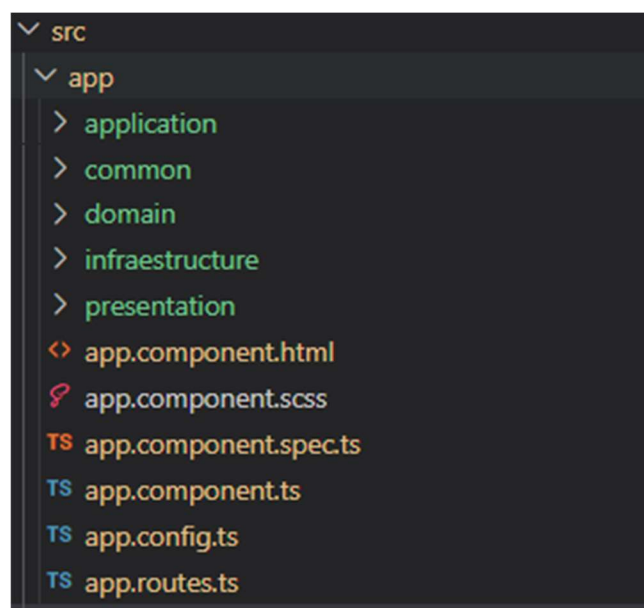 src
app
application
common
domain
infraestructure
presentation
app.component.html
app.component.scss
TS app.component.spec.ts
TS app.component.ts
TS app.config.ts
TS app.routes.ts